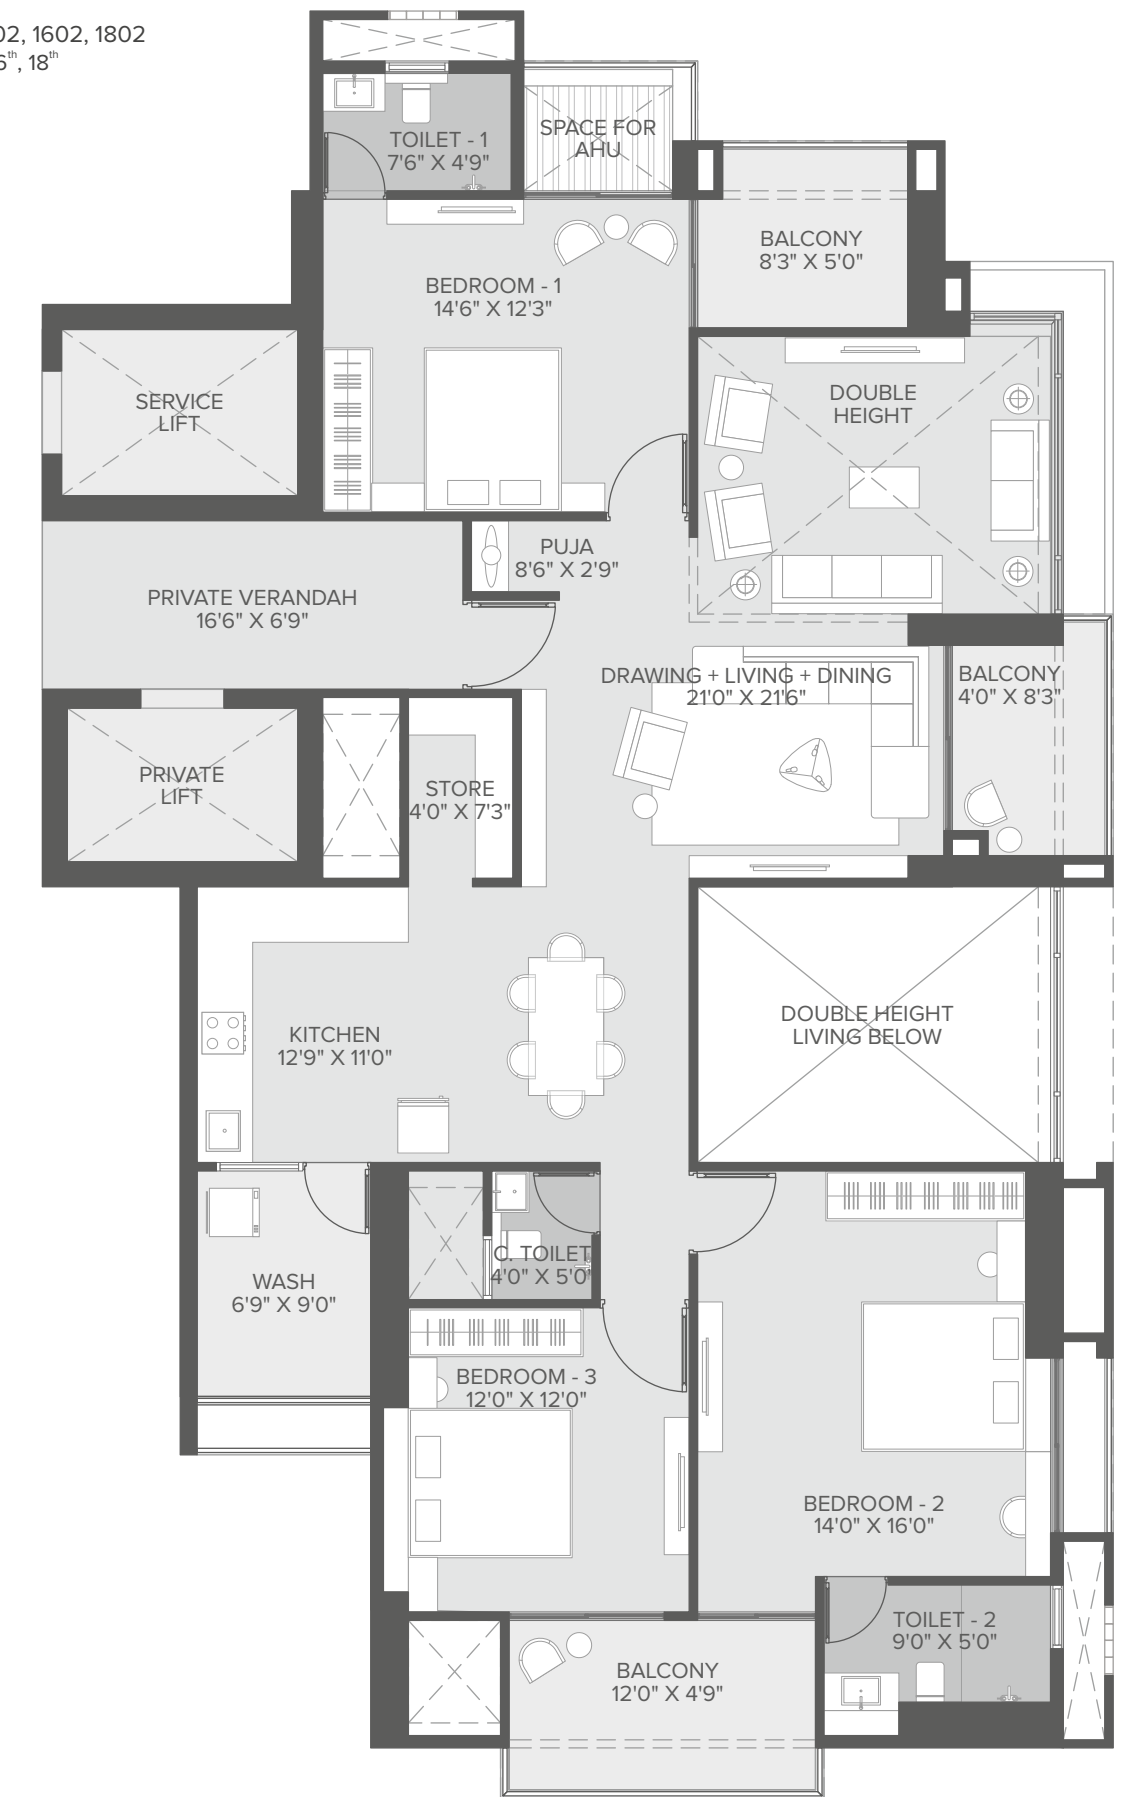 02, 1602, 1802
6th, 18th
TOILET - 1
7'6" X 4'9"
SPACE FOR
AHU
BALCONY
8'3" X 5'0"
BEDROOM - 1
14'6" X 12'3"
SERVICE
LIFT
DOUBLE
HEIGHT
PUJA
8'6" X 2'9"
PRIVATE VERANDAH
16'6" X 6'9"
DRAWING + LIVING + DINING
21'0" X 21'6"
BALCONY
4'0" X 8'3"
PRIVATE
LIFT
STORE
4'0" X 7'3"
DOUBLE HEIGHT
LIVING BELOW
KITCHEN
12'9" X 11'0"
C. TOILET
4'0" X 5'0"
WASH
6'9" X 9'0"
BEDROOM - 3
12'0" X 12'0"
BEDROOM - 2
14'0" X 16'0"
TOILET - 2
9'0" X 5'0"
BALCONY
12'0" X 4'9"